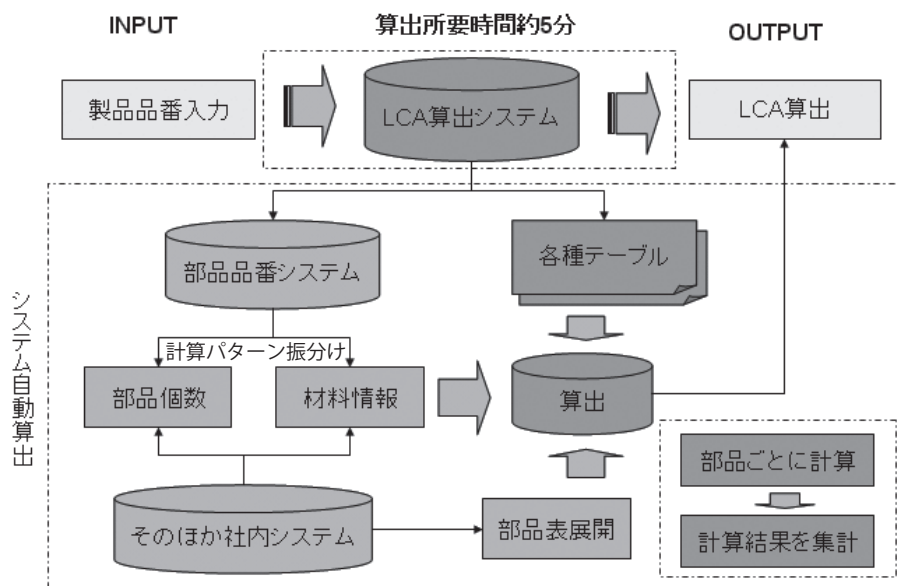 INPUT
算出所要時間約5分
OUTPUT
製品品番入力
LCA算出システム
LCA算出
システム自動算出
部品品番システム
各種テーブル
計算パターン振分け
部品個数
材料情報
算出
部品ごとに計算
そのほか社内システム
部品表展開
計算結果を集計